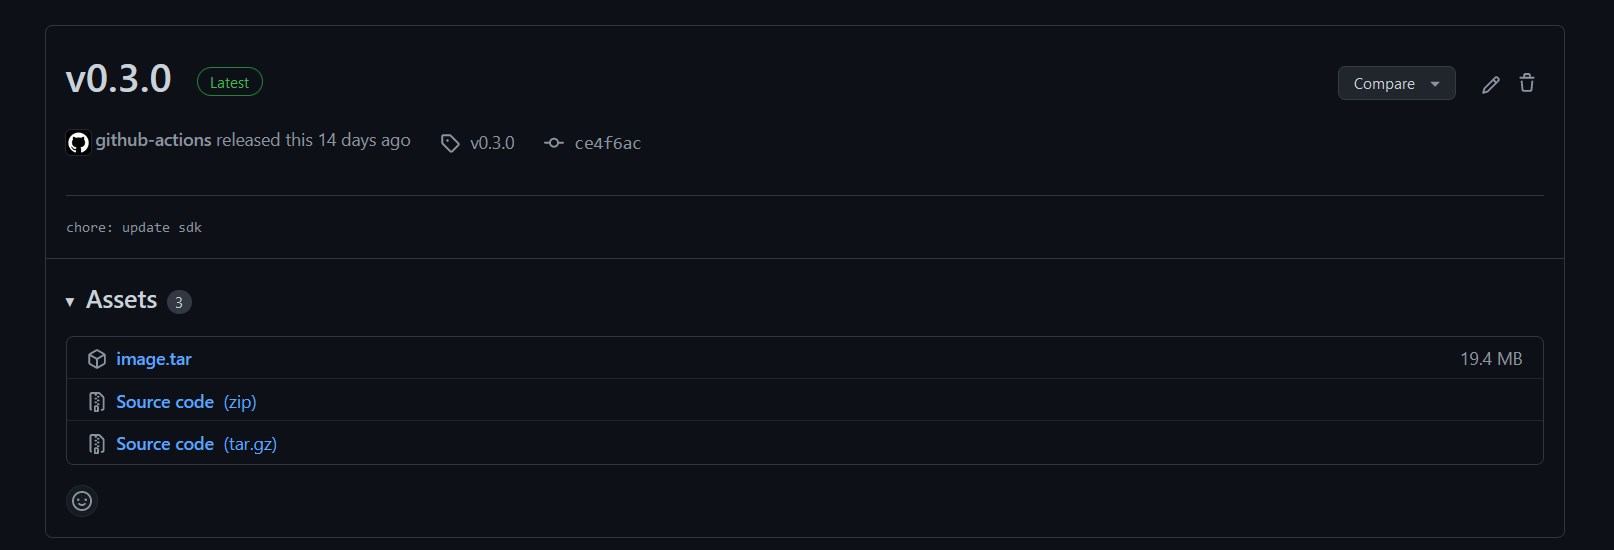 v0.3.0 Latest Compare
github-actions released this 14 days ago v0.3.0 ce4f6ac
chore: update sdk
Assets 3
image.tar 19.4 MB
Source code (zip)
Source code (tar.gz)